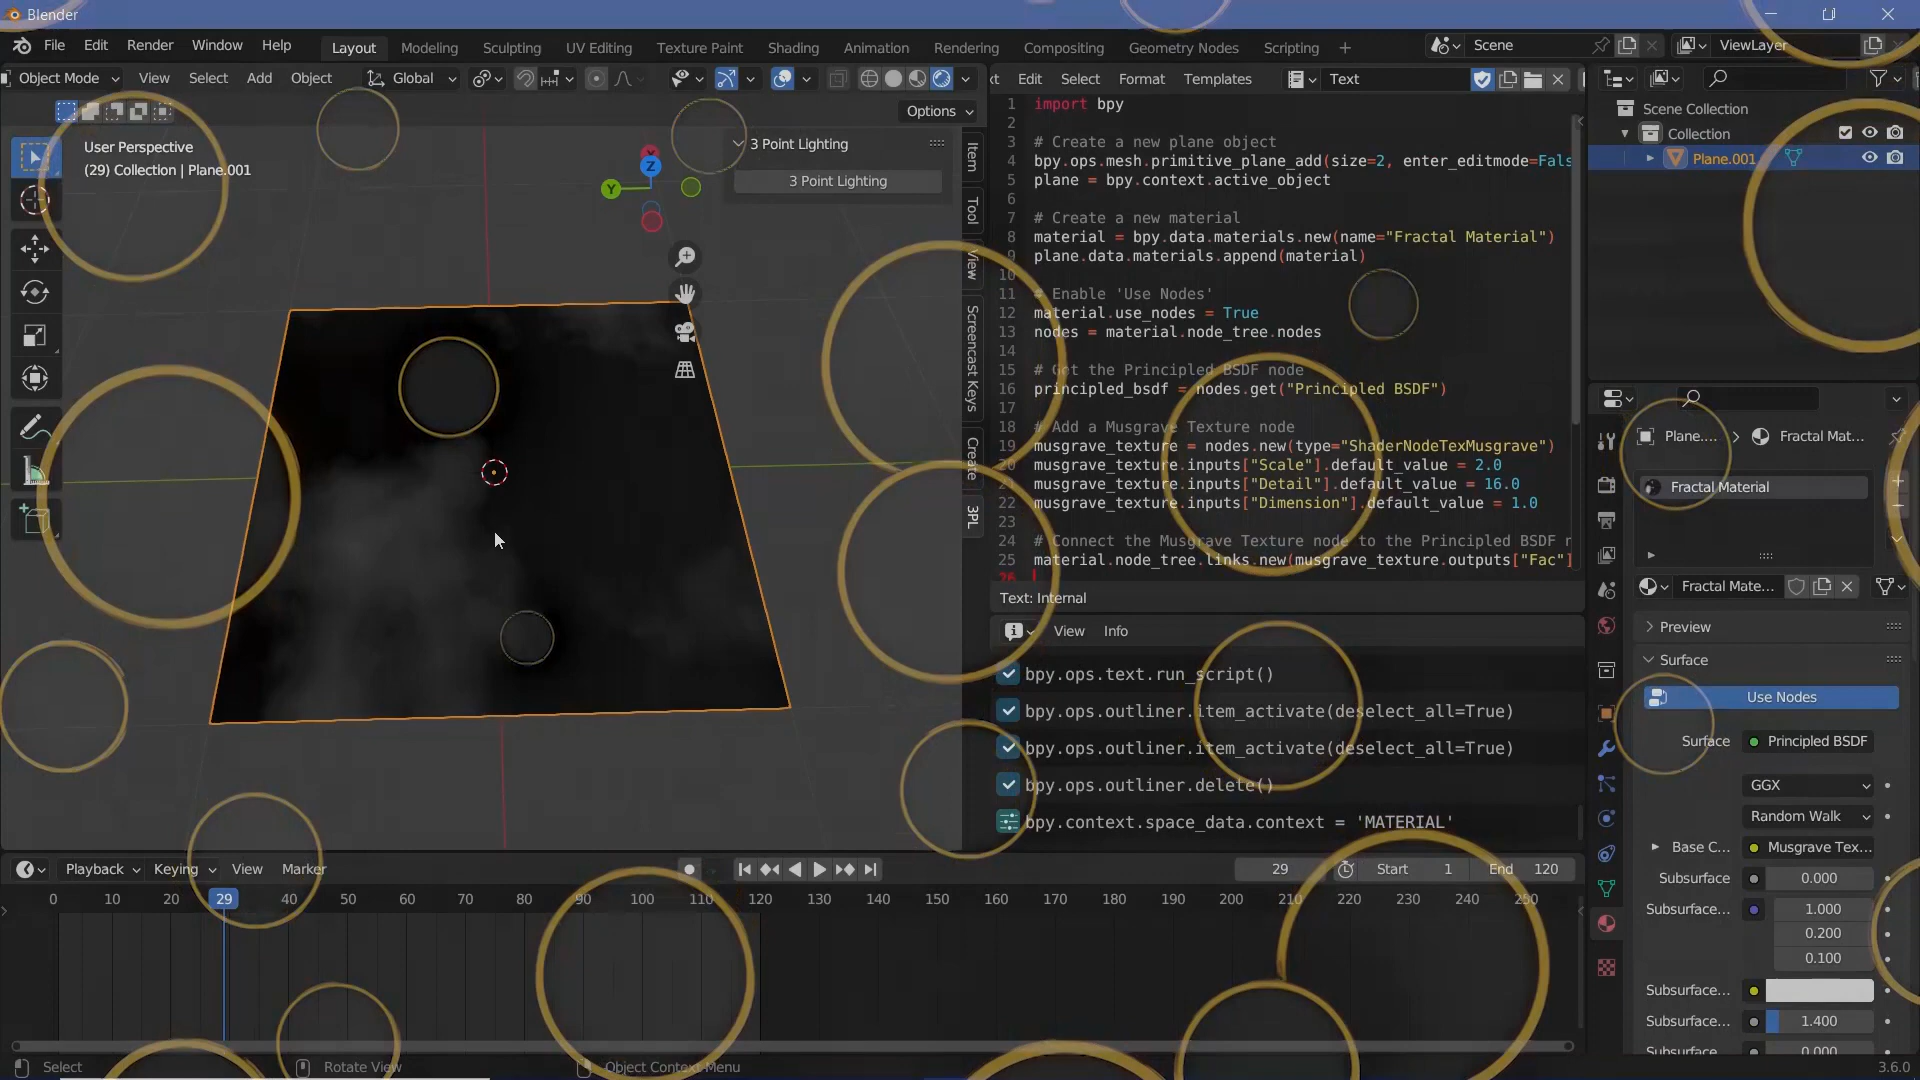 Blender
File Edit Render Window Help Layout Modeling Sculpting UV Editing Texture Paint Shading Animation Rendering Compositing Geometry Nodes Scripting + Scene ViewLayer
Object Mode View Select Add Object Global
Edit Select Format Templates Text
Options
User Perspective
(29) Collection | Plane.001
3 Point Lighting
3 Point Lighting
X
Y
Z
Item
Tool
View
Screencast Keys
Create
3PL
1 import bpy
2
3 # Create a new plane object
4 bpy.ops.mesh.primitive_plane_add(size=2, enter_editmode=Fals
5 plane = bpy.context.active_object
6
7 # Create a new material
8 material = bpy.data.materials.new(name="Fractal Material")
9 plane.data.materials.append(material)
10
11 # Enable 'Use Nodes'
12 material.use_nodes = True
13 nodes = material.node_tree.nodes
14
15 # Get the Principled BSDF node
16 principled_bsdf = nodes.get("Principled BSDF")
17
18 # Add a Musgrave Texture node
19 musgrave_texture = nodes.new(type="ShaderNodeTexMusgrave")
20 musgrave_texture.inputs["Scale"].default_value = 2.0
21 musgrave_texture.inputs["Detail"].default_value = 16.0
22 musgrave_texture.inputs["Dimension"].default_value = 1.0
23
24 # Connect the Musgrave Texture node to the Principled BSDF n
25 material.node_tree.links.new(musgrave_texture.outputs["Fac"]
26
Text: Internal
View Info
bpy.ops.text.run_script()
bpy.ops.outliner.item_activate(deselect_all=True)
bpy.ops.outliner.item_activate(deselect_all=True)
bpy.ops.outliner.delete()
bpy.context.space_data.context = 'MATERIAL'
Scene Collection
Collection
Plane.001
Plane.... > Fractal Mat...
Fractal Material
Fractal Mate...
Preview
Surface
Use Nodes
Surface Principled BSDF
GGX
Random Walk
Base C... Musgrave Tex...
Subsurface 0.000
Subsurface... 1.000
0.200
0.100
Subsurface...
Subsurface... 1.400
Subsurf... 0.000
Playback Keying View Marker 29 Start 1 End 120
0 10 20 29 40 50 60 70 80 90 100 110 120 130 140 150 160 170 180 190 200 210 220 230 240 250
Select Rotate View Object Context Menu 3.6.0